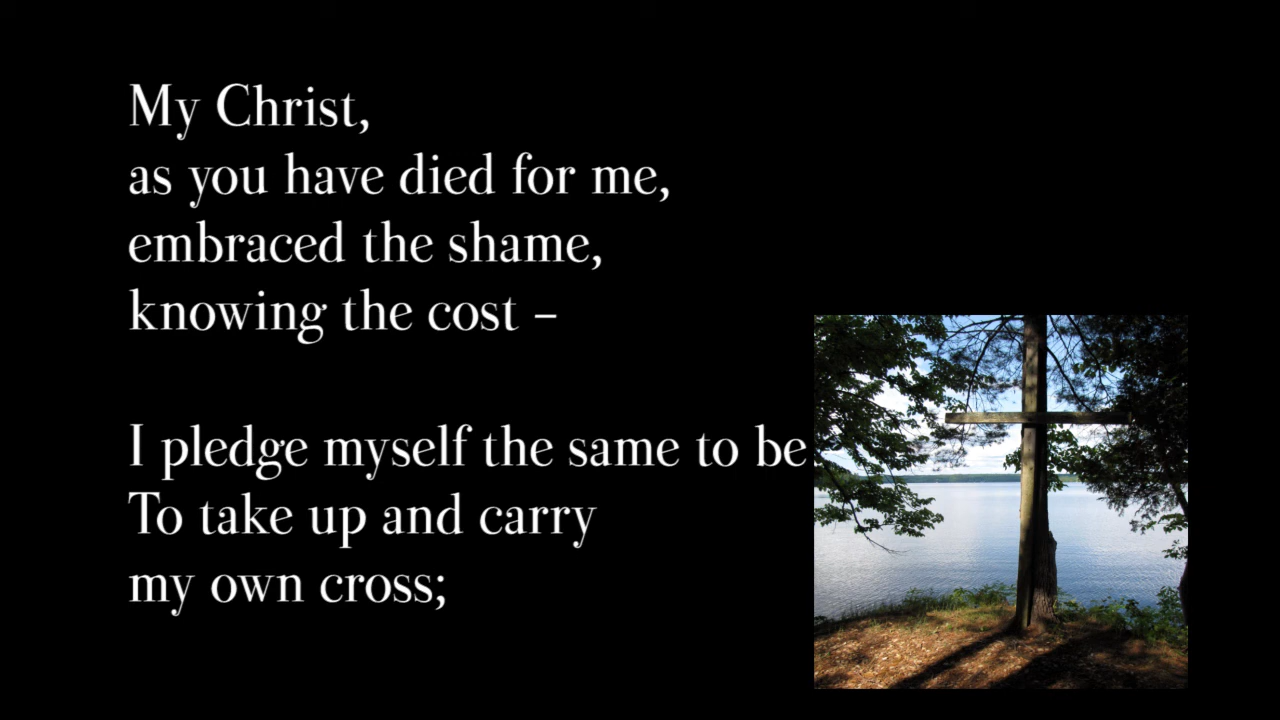 My Christ,
as you have died for me,
embraced the shame,
knowing the cost –
I pledge myself the same to be.
To take up and carry
my own cross;